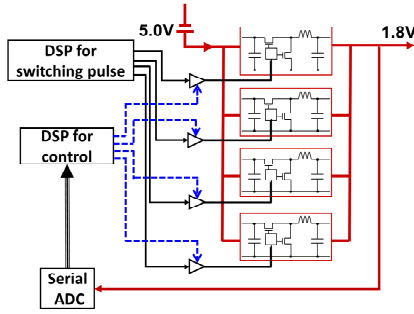 5.0V
1.8V
DSP for
switching pulse
DSP for
control
Serial
ADC